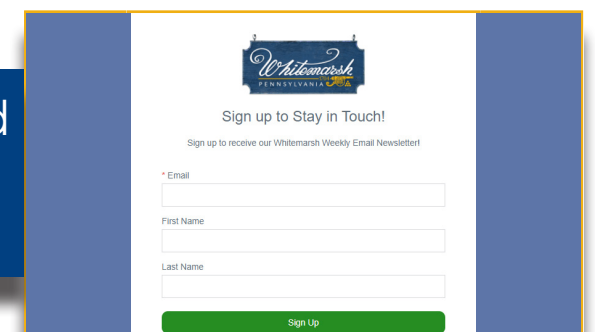 d
Whitemarsh
PENNSYLVANIA
Sign up to Stay in Touch!
Sign up to receive our Whitemarsh Weekly Email Newsletter!
* Email
First Name
Last Name
Sign Up